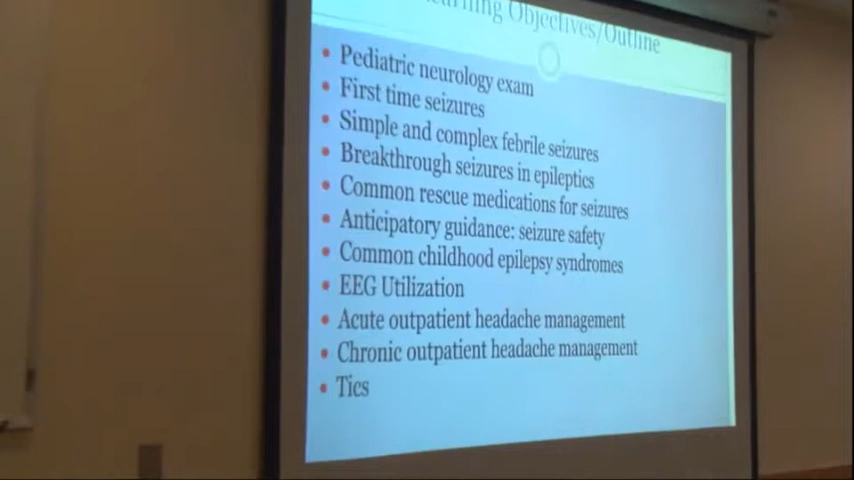 Objectives/Outline
• Pediatric neurology exam
• First time seizures
• Simple and complex febrile seizures
• Breakthrough seizures in epileptics
• Common rescue medications for seizures
• Anticipatory guidance: seizure safety
• Common childhood epilepsy syndromes
• EEG Utilization
• Acute outpatient headache management
• Chronic outpatient headache management
• Tics